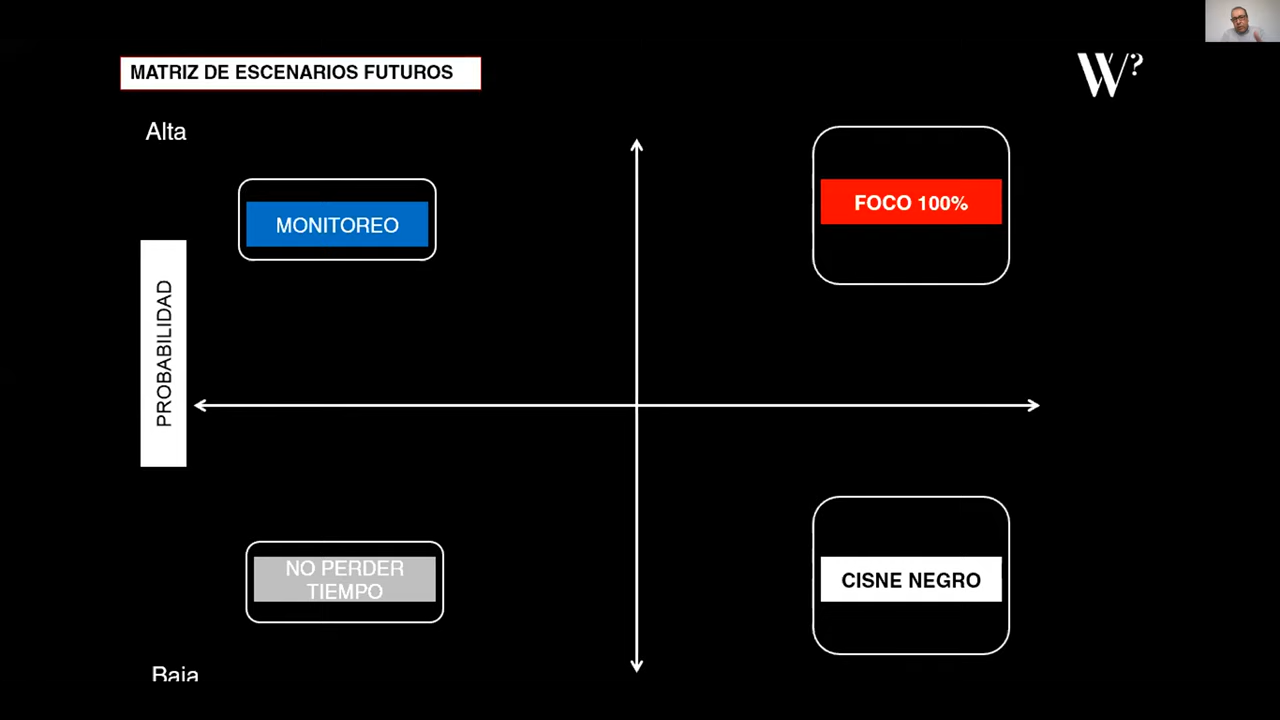 MATRIZ DE ESCENARIOS FUTUROS
W?
Alta
MONITOREO
FOCO 100%
PROBABILIDAD
NO PERDER
TIEMPO
CISNE NEGRO
Baja